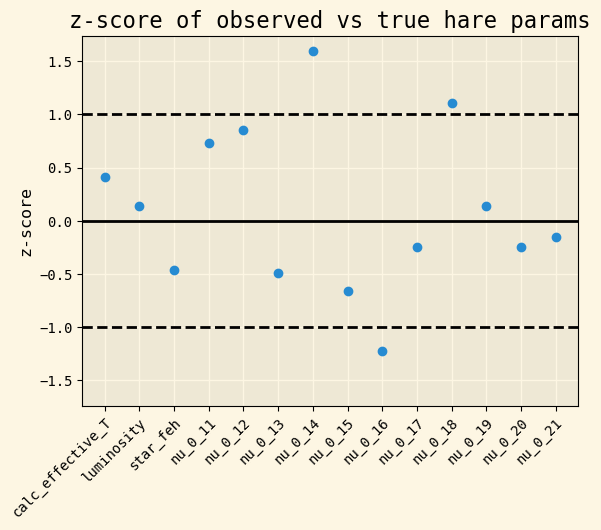 z-score of observed vs true hare params
z-score
1.5
1.0
0.5
0.0
−0.5
−1.0
−1.5
calc_effective_T
luminosity
star_feh
nu_0_11
nu_0_12
nu_0_13
nu_0_14
nu_0_15
nu_0_16
nu_0_17
nu_0_18
nu_0_19
nu_0_20
nu_0_21